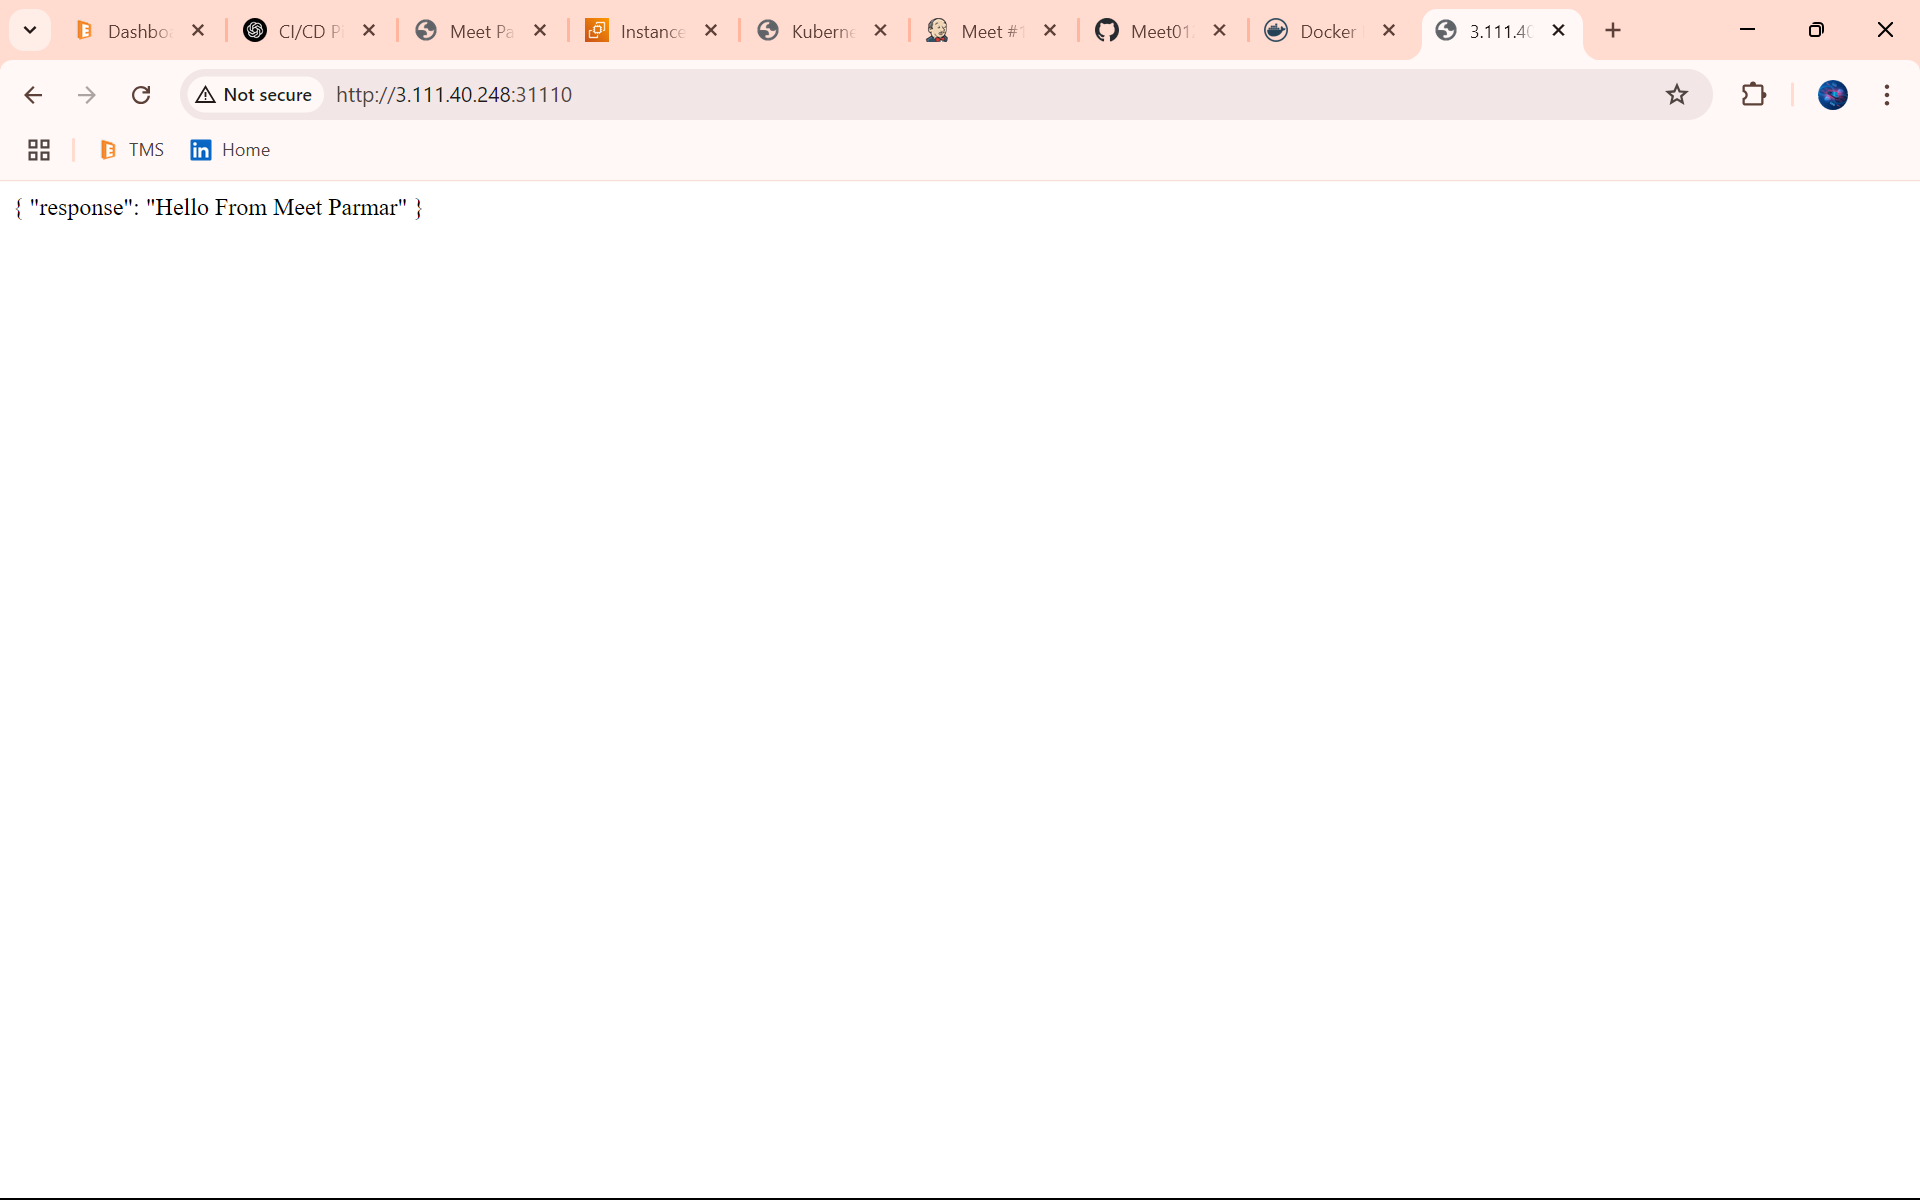 Dashboa
CI/CD P
Meet Pa
Instance
Kuberne
Meet #1
Meet01
Docker
3.111.40
Not secure
http://3.111.40.248:31110
TMS
Home
{ "response": "Hello From Meet Parmar" }